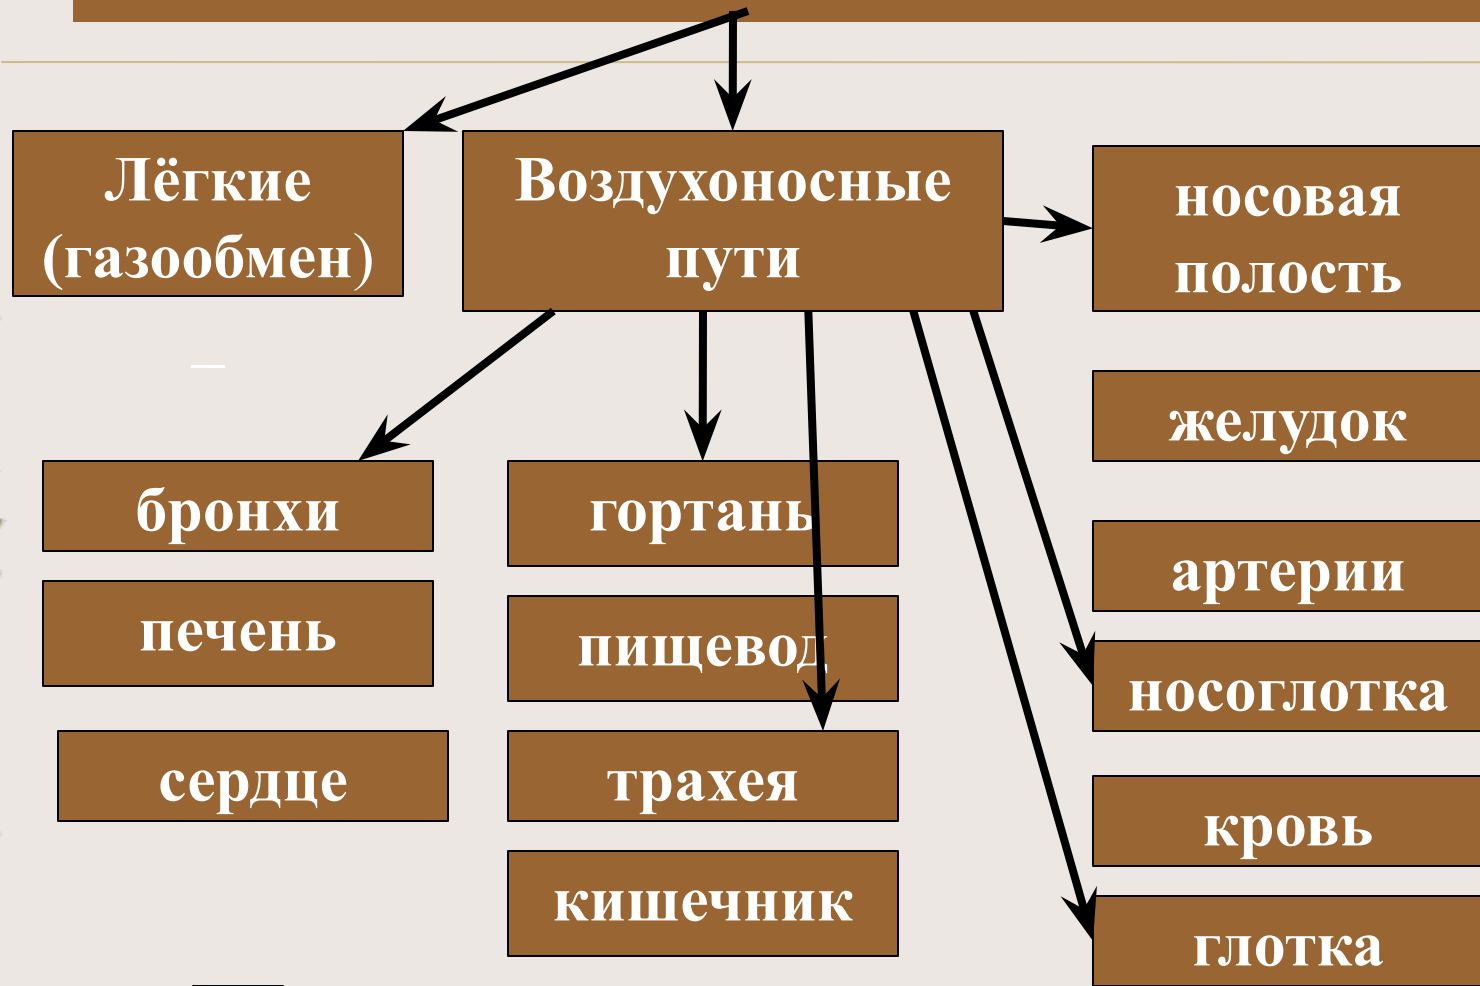 Лёгкие
(газообмен)
Воздухоносные
пути
носовая
полость
желудок
бронхи
гортань
артерии
печень
пищевод
носоглотка
сердце
трахея
кровь
кишечник
глотка